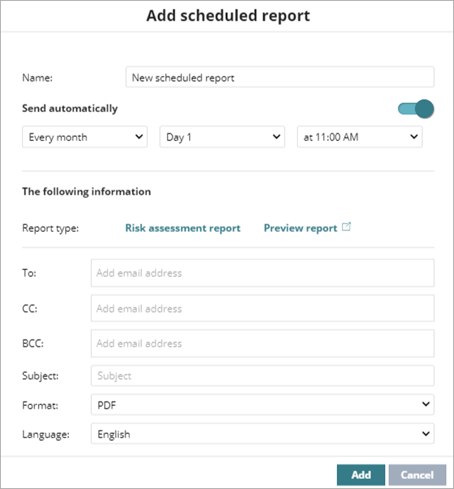 Add scheduled report
Name: New scheduled report
Send automatically
Every month Day 1 at 11:00 AM
The following information
Report type: Risk assessment report Preview report
To: Add email address
CC: Add email address
BCC: Add email address
Subject: Subject
Format: PDF
Language: English
Add Cancel